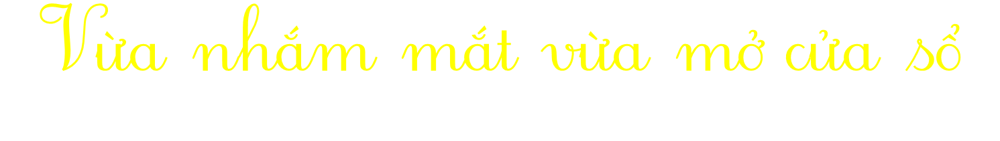 Vừa nhắm mắt vừa mở cửa sổ